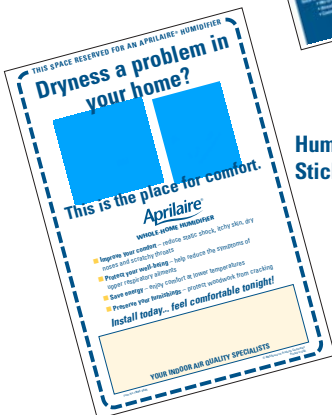 THIS SPACE RESERVED FOR AN APRILAIRE® HUMIDIFIER
Dryness a problem in
your home?
This is the place for comfort.
Aprilaire®
WHOLE-HOME HUMIDIFIER
Improve your comfort – reduce static shock, itchy skin, dry
noses and scratchy throats
Protect your well-being – help reduce the symptoms of
upper respiratory ailments
Save energy – enjoy comfort at lower temperatures
Preserve your furnishings – protect woodwork from cracking
Install today... feel comfortable tonight!
YOUR INDOOR AIR QUALITY SPECIALISTS
Hum
Stic